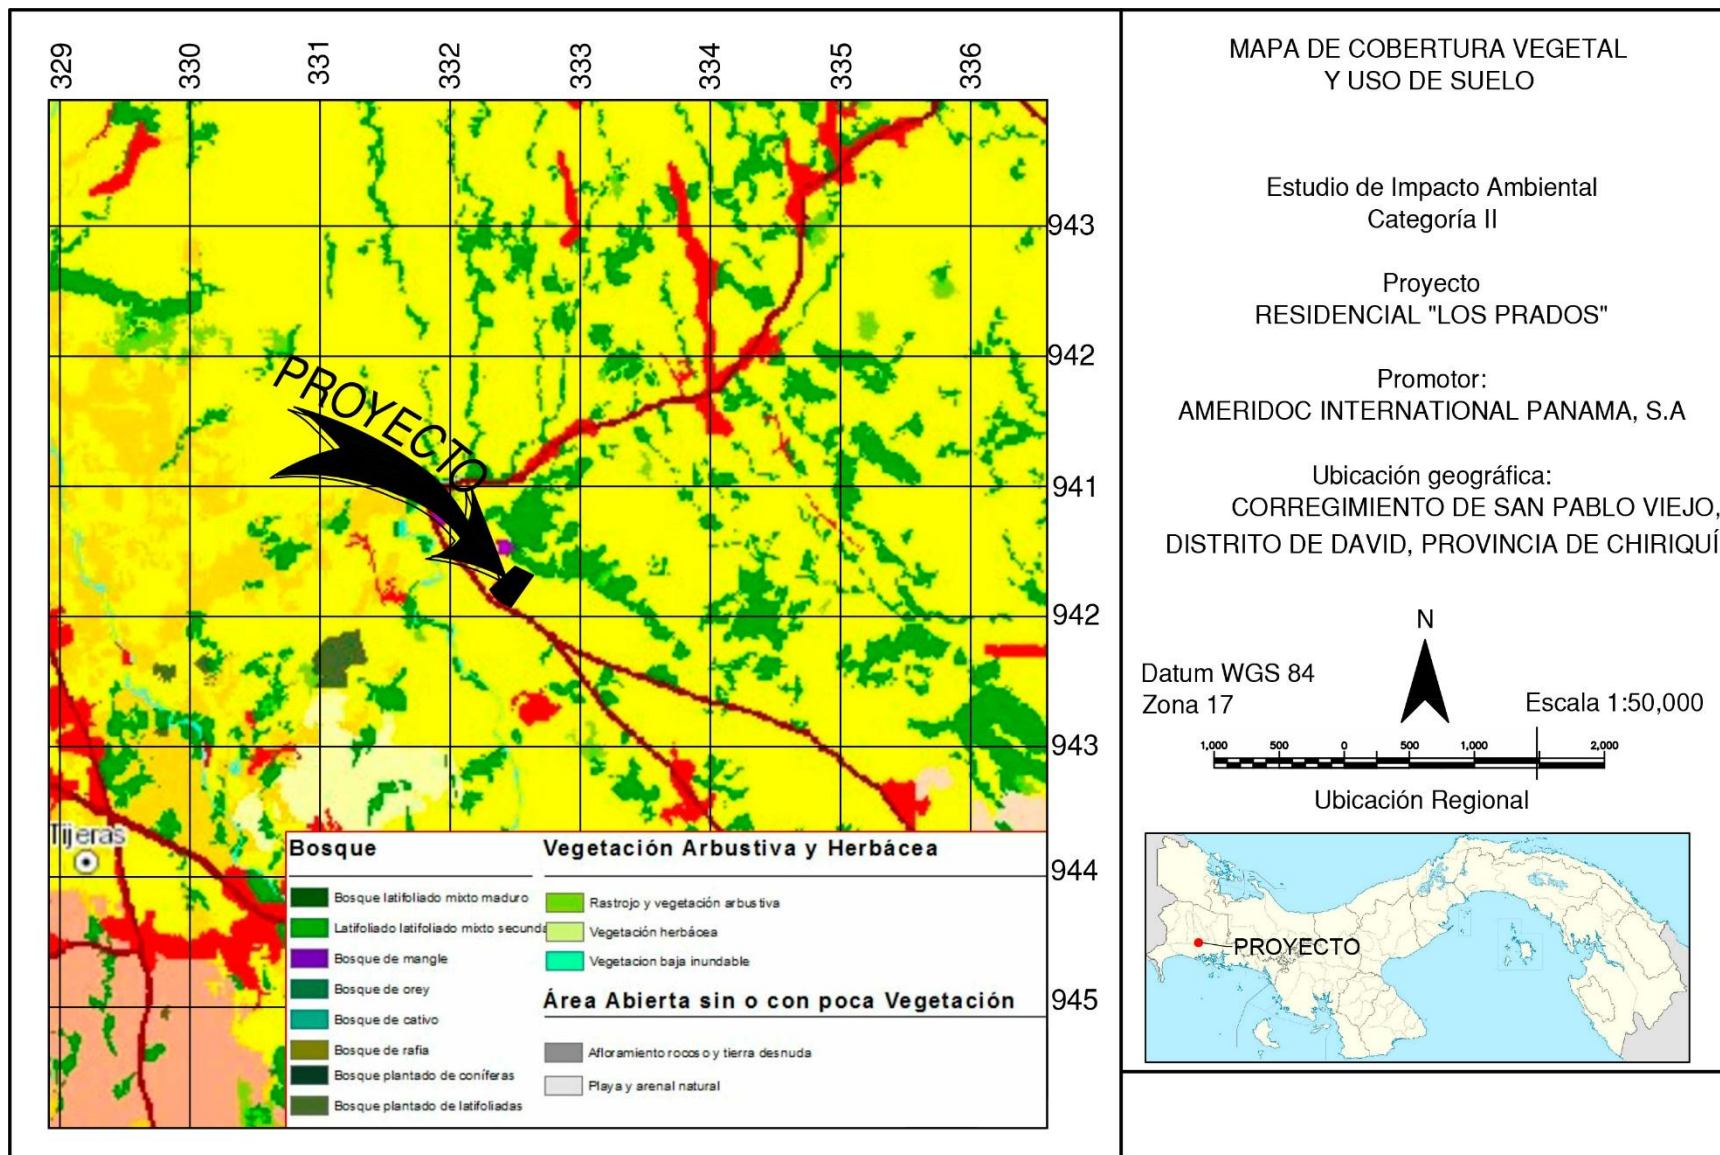 329
330
331
332
333
334
335
336
943
942
941
942
943
944
945
PROYECTO
Tijeras
Bosque
Bosque latifoliado mixto maduro
Latifoliado latifoliado mixto secunda
Bosque de mangle
Bosque de orey
Bosque de cativo
Bosque de rafia
Bosque plantado de coníferas
Bosque plantado de latifoliadas
Vegetación Arbustiva y Herbácea
Rastrojo y vegetación arbustiva
Vegetación herbácea
Vegetacion baja inundable
Área Abierta sin o con poca Vegetación
Afloramiento rocoso y tierra desnuda
Playa y arenal natural
MAPA DE COBERTURA VEGETAL
Y USO DE SUELO
Estudio de Impacto Ambiental
Categoría II
Proyecto
RESIDENCIAL "LOS PRADOS"
Promotor:
AMERIDOC INTERNATIONAL PANAMA, S.A
Ubicación geográfica:
CORREGIMIENTO DE SAN PABLO VIEJO,
DISTRITO DE DAVID, PROVINCIA DE CHIRIQUÍ
N
Datum WGS 84
Zona 17
Escala 1:50,000
1,000 500 0 500 1,000 2,000
Ubicación Regional
PROYECTO